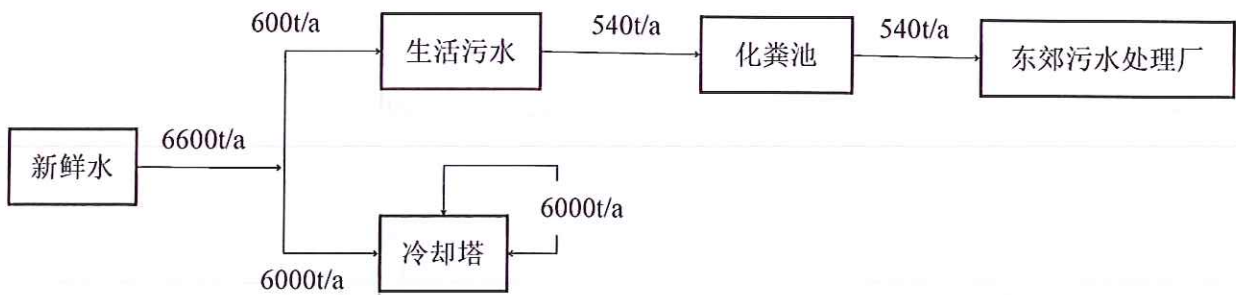 600t/a
生活污水
540t/a
化粪池
540t/a
东郊污水处理厂
新鲜水
6600t/a
6000t/a
冷却塔
6000t/a